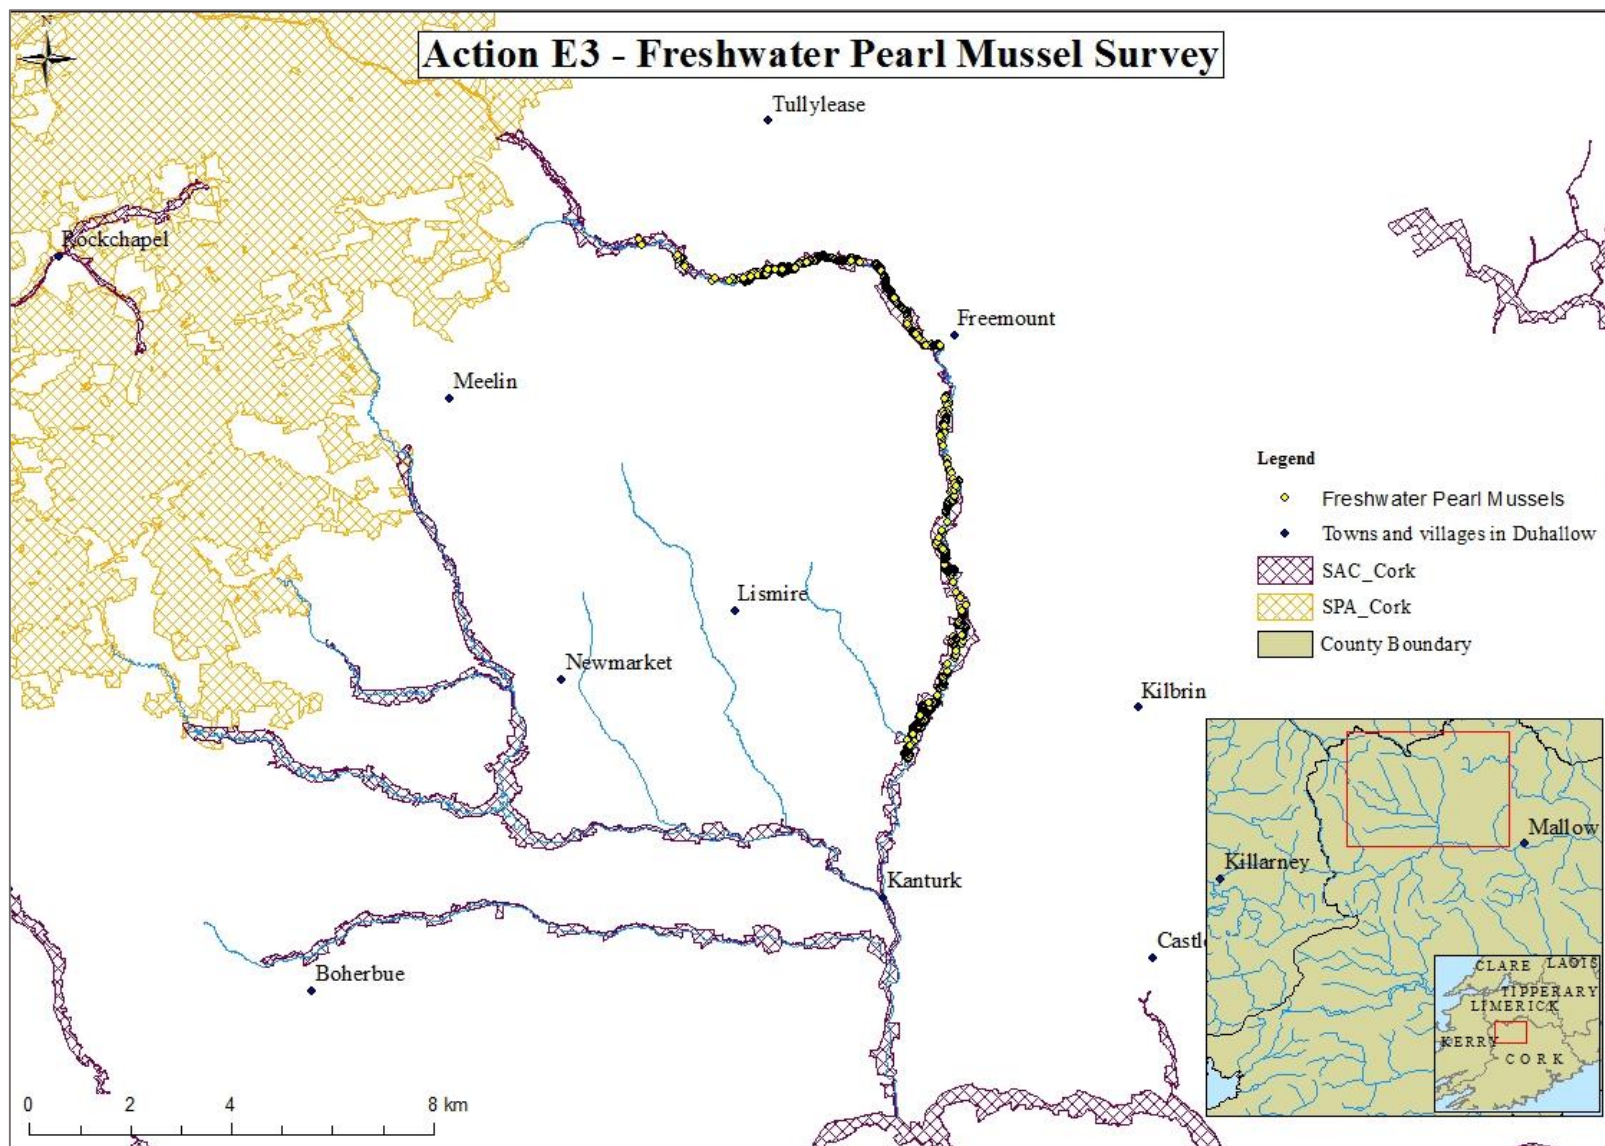 N
Action E3 - Freshwater Pearl Mussel Survey
Tullylease
Rockchapel
Freemount
Meelin
Legend
Freshwater Pearl Mussels
Towns and villages in Duhallow
SAC_Cork
SPA_Cork
County Boundary
Lismire
Newmarket
Kilbrin
Kanturk
Castle
Boherbue
Mallow
Killarney
CLARE
LAOIS
TIPPERARY
LIMERICK
KERRY
CORK
0 2 4 8 km